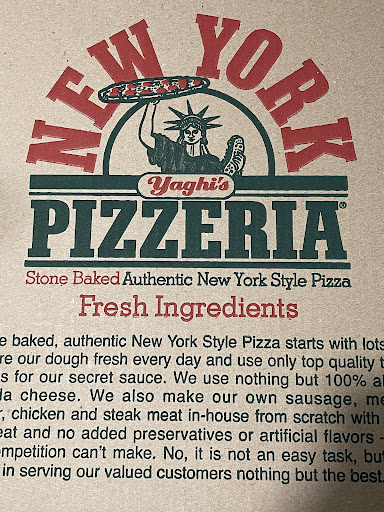 NEW YORK
Yaghi's
PIZZERIA®
Stone Baked Authentic New York Style Pizza
Fresh Ingredients
e baked, authentic New York Style Pizza starts with lots
re our dough fresh every day and use only top quality t
s for our secret sauce. We use nothing but 100% al
la cheese. We also make our own sausage, me
r, chicken and steak meat in-house from scratch with
eat and no added preservatives or artificial flavors -
mpetition can't make. No, it is not an easy task, but
in serving our valued customers nothing but the best.